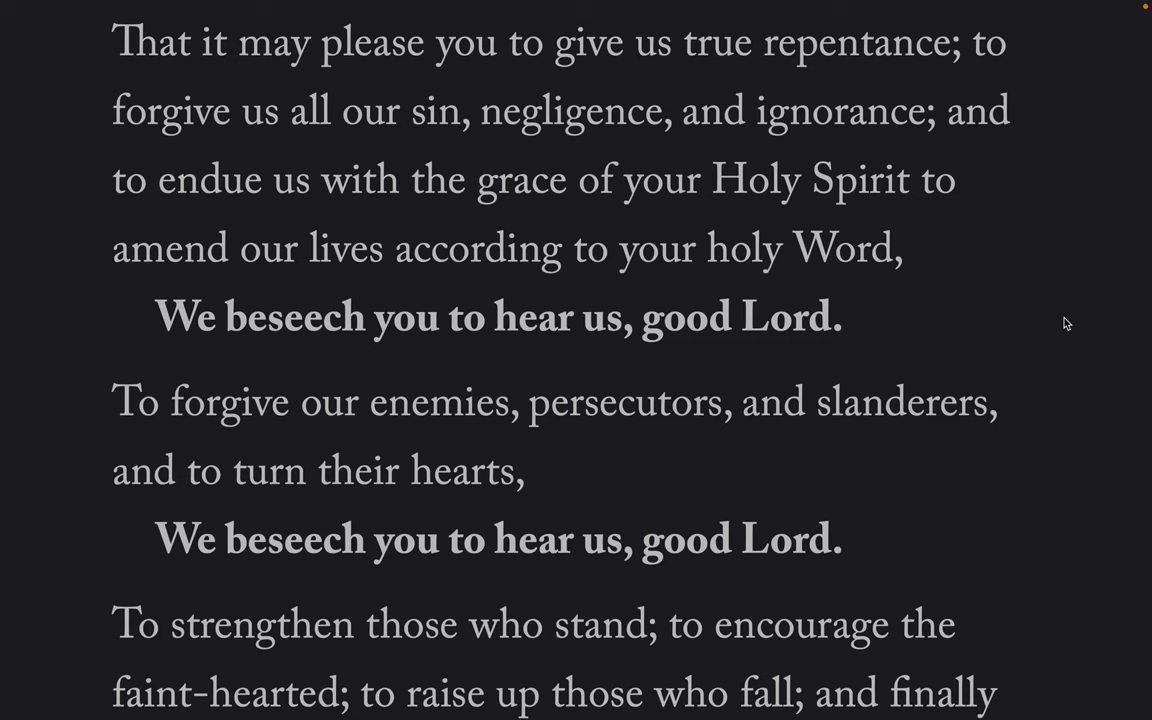 That it may please you to give us true repentance; to
forgive us all our sin, negligence, and ignorance; and
to endue us with the grace of your Holy Spirit to
amend our lives according to your holy Word,
We beseech you to hear us, good Lord.
To forgive our enemies, persecutors, and slanderers,
and to turn their hearts,
We beseech you to hear us, good Lord.
To strengthen those who stand; to encourage the
faint-hearted; to raise up those who fall; and finally